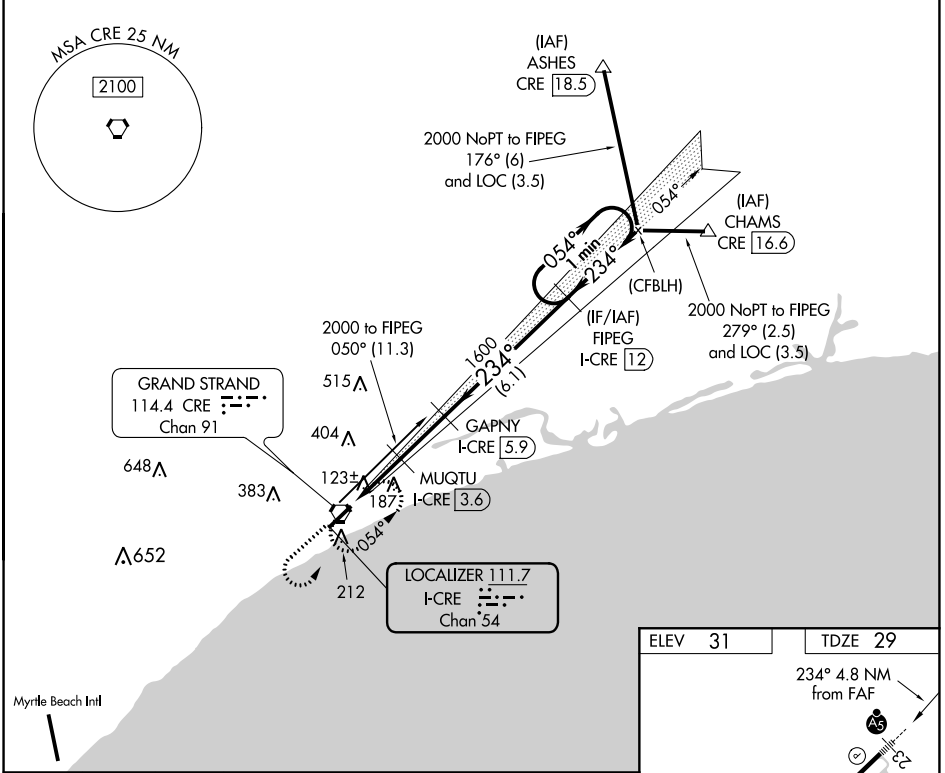 MSA CRE 25 NM
2100
(IAF)
ASHES
CRE 18.5
2000 NoPT to FIPEG
176° (6)
and LOC (3.5)
054°
(IAF)
CHAMS
CRE 16.6
054°
1 min
234°
(CFBLH)
2000 NoPT to FIPEG
279° (2.5)
and LOC (3.5)
(IF/IAF)
FIPEG
I-CRE 12
2000 to FIPEG
050° (11.3)
1600
234°
(6.1)
515
GRAND STRAND
114.4 CRE
Chan 91
GAPNY
I-CRE 5.9
404
648
123±
MUQTU
I-CRE 3.6
383
187
054°
652
212
LOCALIZER 111.7
I-CRE
Chan 54
ELEV 31
TDZE 29
234° 4.8 NM
from FAF
A5
P
23
Myrtle Beach Intl